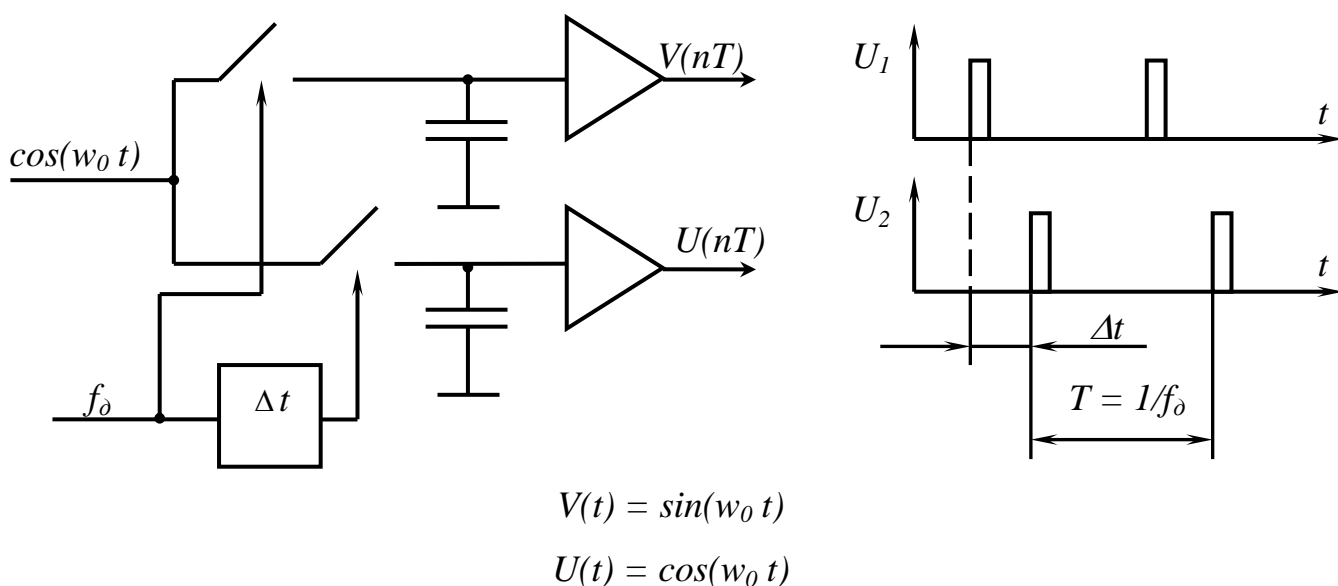 cos(w₀ t)
V(nT)
U(nT)
f∂
Δt
U₁
t
U₂
t
Δt
T = 1/f∂
V(t) = sin(w₀ t)
U(t) = cos(w₀ t)